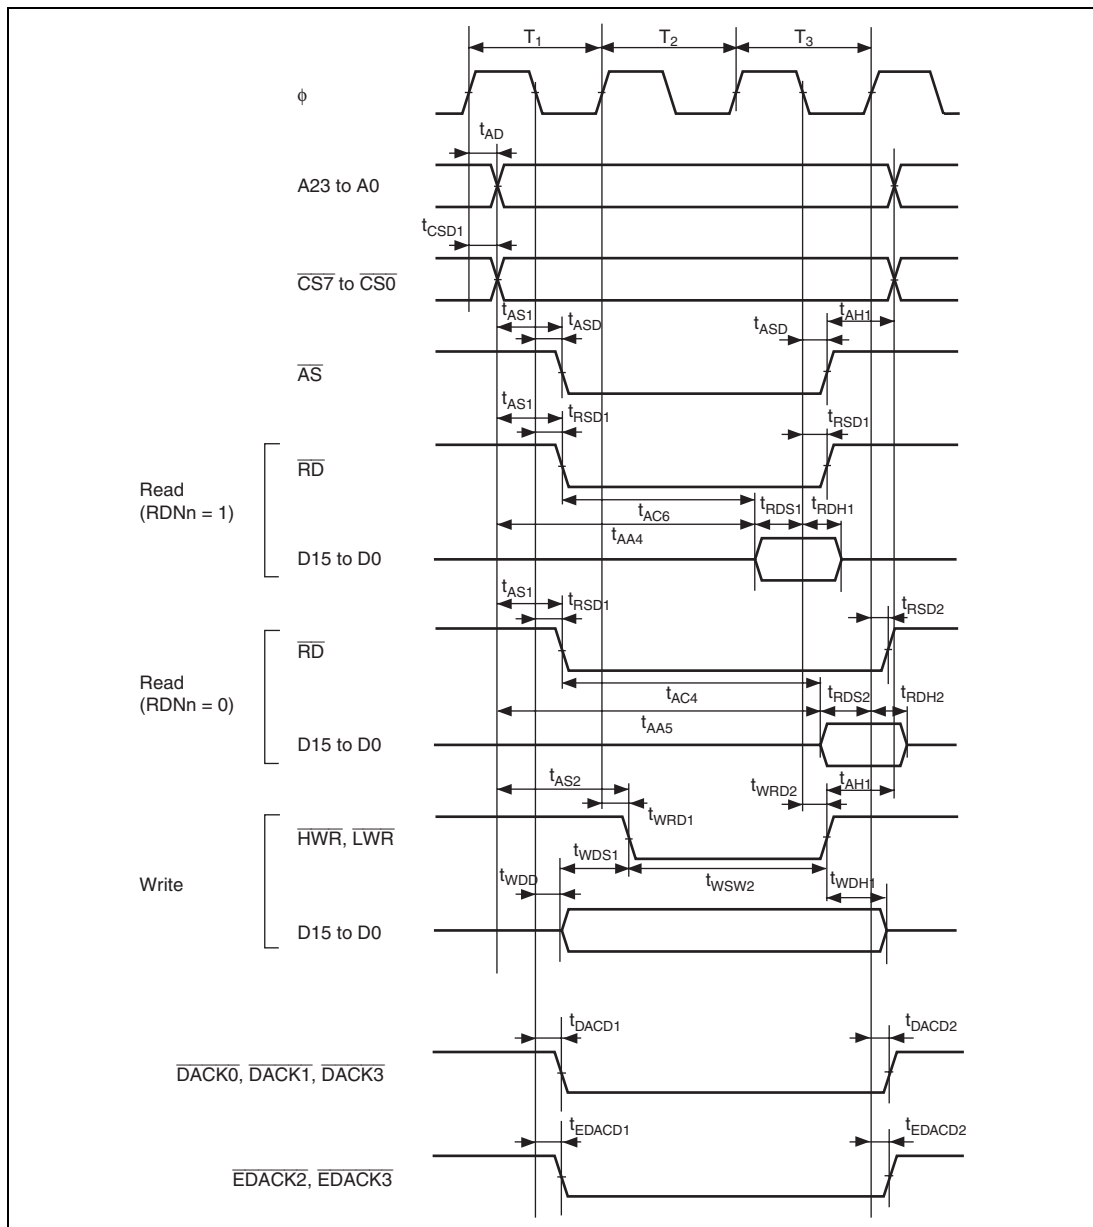 T1 T2 T3
φ
tAD
A23 to A0
tCSD1
CS7 to CS0
tAS1 tASD tASD tAH1
AS
tAS1 tRSD1 tRSD1
RD
Read
(RDNn = 1)
tAC6 tRDS1 tRDH1
tAA4
D15 to D0
tAS1 tRSD1 tRSD2
RD
Read
(RDNn = 0)
tAC4 tRDS2 tRDH2
tAA5
D15 to D0
tAS2 tWRD2 tAH1
tWRD1
HWR, LWR
tWDS1
Write
tWDD tWSW2 tWDH1
D15 to D0
tDACD1 tDACD2
DACK0, DACK1, DACK3
tEDACD1 tEDACD2
EDACK2, EDACK3